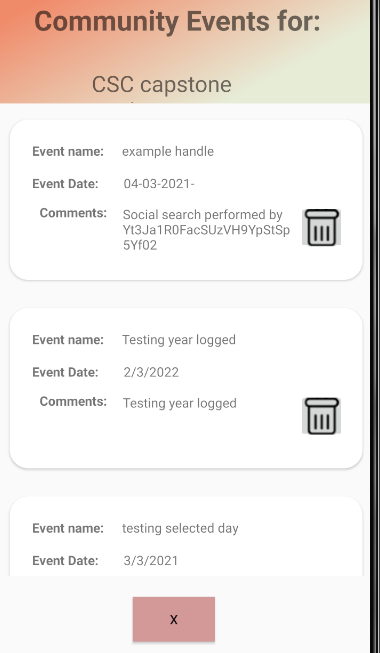 Community Events for:
CSC capstone
Event name: example handle
Event Date: 04-03-2021-
Comments: Social search performed by
Yt3Ja1R0FacSUzVH9YpStSp
5Yf02
Event name: Testing year logged
Event Date: 2/3/2022
Comments: Testing year logged
Event name: testing selected day
Event Date: 3/3/2021
X